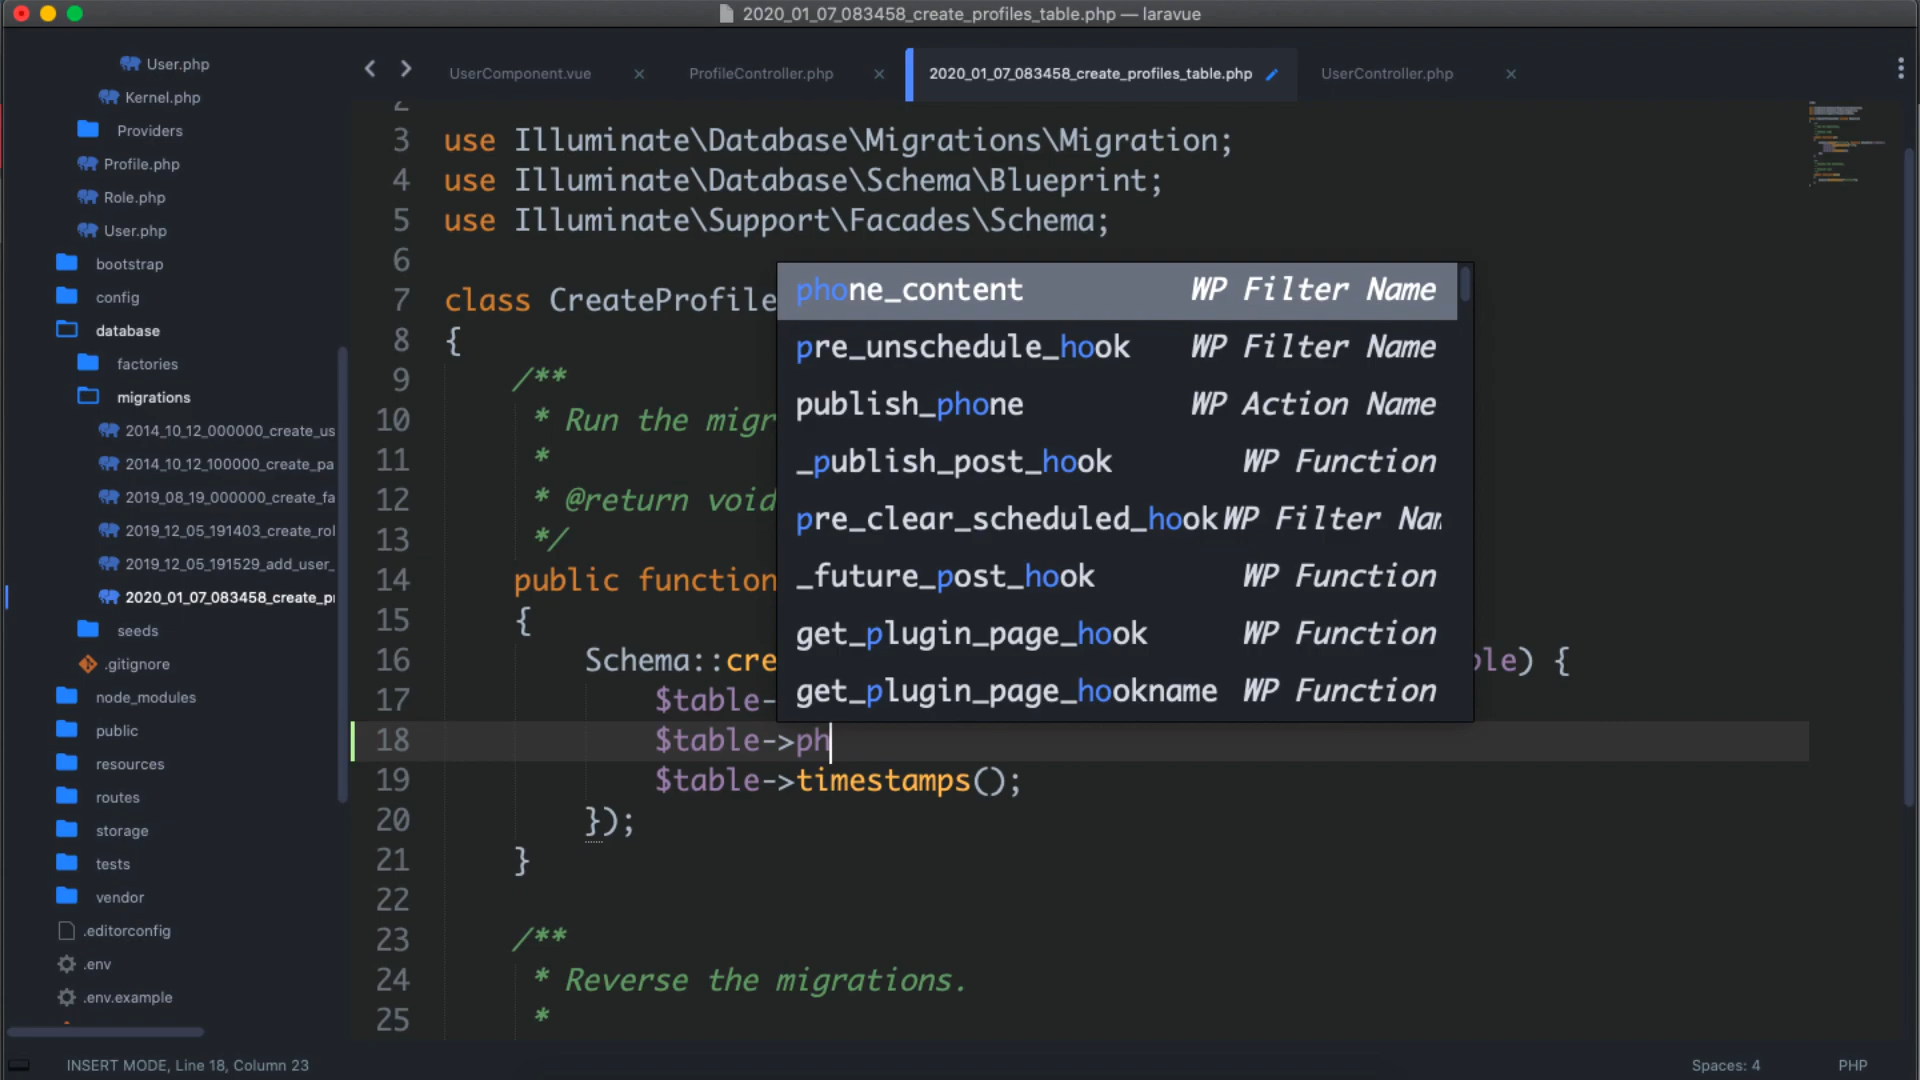 2020_01_07_083458_create_profiles_table.php — laravue
User.php
Kernel.php
Providers
Profile.php
Role.php
User.php
bootstrap
config
database
factories
migrations
2014_10_12_000000_create_us
2014_10_12_100000_create_pa
2019_08_19_000000_create_fa
2019_12_05_191403_create_rol
2019_12_05_191529_add_user_
2020_01_07_083458_create_pr
seeds
.gitignore
node_modules
public
resources
routes
storage
tests
vendor
.editorconfig
.env
.env.example
UserComponent.vue
ProfileController.php
2020_01_07_083458_create_profiles_table.php
UserController.php
2
3 use Illuminate\Database\Migrations\Migration;
4 use Illuminate\Database\Schema\Blueprint;
5 use Illuminate\Support\Facades\Schema;
6
7 class CreateProfile
8 {
9 /**
10 * Run the migr
11 *
12 * @return void
13 */
14 public function
15 {
16 Schema::cre ble) {
17 $table-
18 $table->ph
19 $table->timestamps();
20 });
21 }
22
23 /**
24 * Reverse the migrations.
25 *
phone_content WP Filter Name
pre_unschedule_hook WP Filter Name
publish_phone WP Action Name
_publish_post_hook WP Function
pre_clear_scheduled_hook WP Filter Nam
_future_post_hook WP Function
get_plugin_page_hook WP Function
get_plugin_page_hookname WP Function
INSERT MODE, Line 18, Column 23
Spaces: 4
PHP